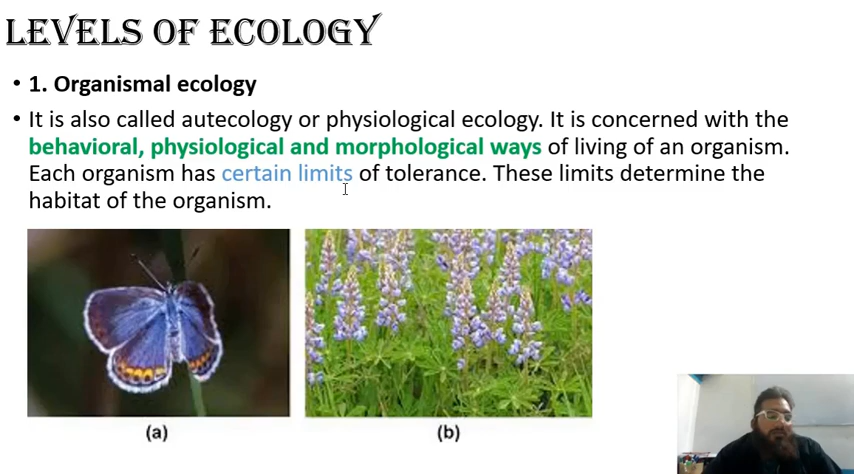 LEVELS OF ECOLOGY
• 1. Organismal ecology
• It is also called autecology or physiological ecology. It is concerned with the
behavioral, physiological and morphological ways of living of an organism.
Each organism has certain limits of tolerance. These limits determine the
habitat of the organism.
(a) (b)